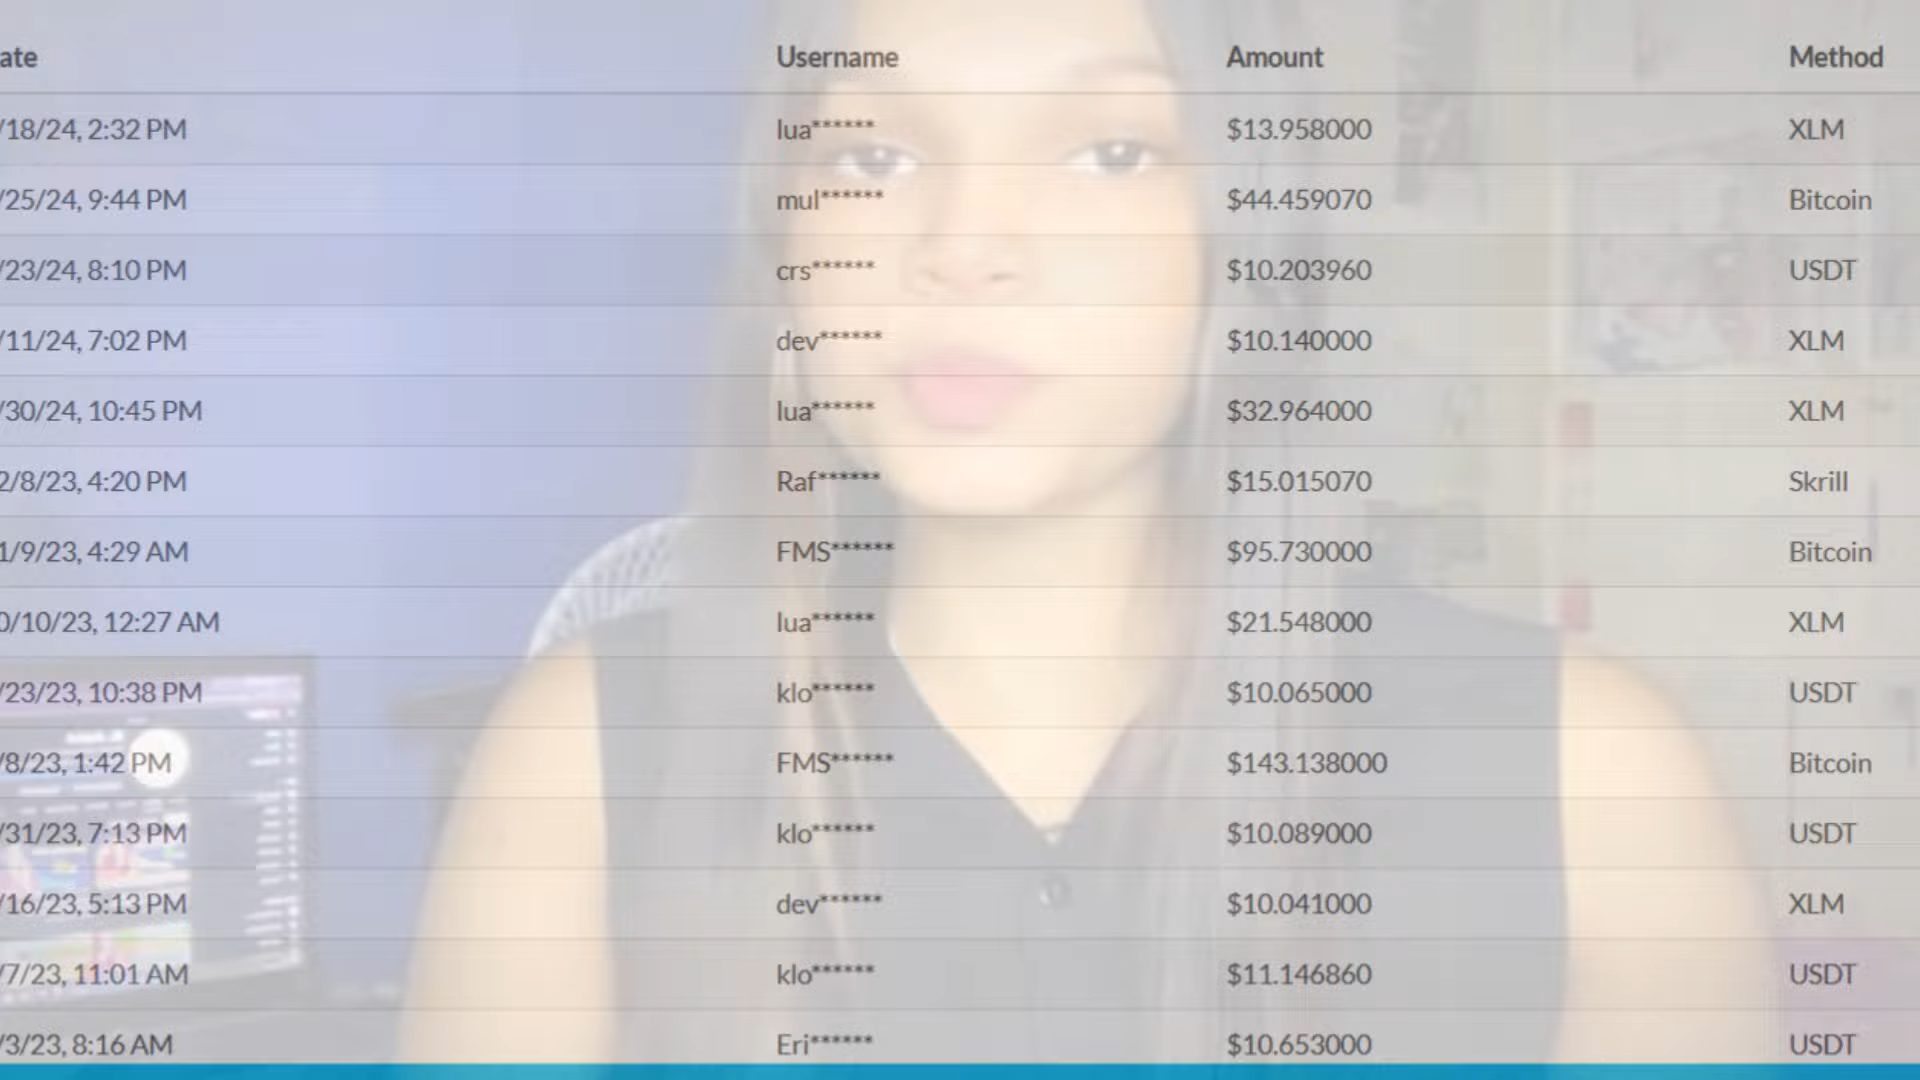 ate Username Amount Method
/18/24, 2:32 PM lua****** $13.958000 XLM
/25/24, 9:44 PM mul****** $44.459070 Bitcoin
/23/24, 8:10 PM crs****** $10.203960 USDT
/11/24, 7:02 PM dev****** $10.140000 XLM
/30/24, 10:45 PM lua****** $32.964000 XLM
2/8/23, 4:20 PM Raf****** $15.015070 Skrill
1/9/23, 4:29 AM FMS****** $95.730000 Bitcoin
0/10/23, 12:27 AM lua****** $21.548000 XLM
/23/23, 10:38 PM klo****** $10.065000 USDT
/8/23, 1:42 PM FMS****** $143.138000 Bitcoin
/31/23, 7:13 PM klo****** $10.089000 USDT
/16/23, 5:13 PM dev****** $10.041000 XLM
/7/23, 11:01 AM klo****** $11.146860 USDT
/3/23, 8:16 AM Eri****** $10.653000 USDT